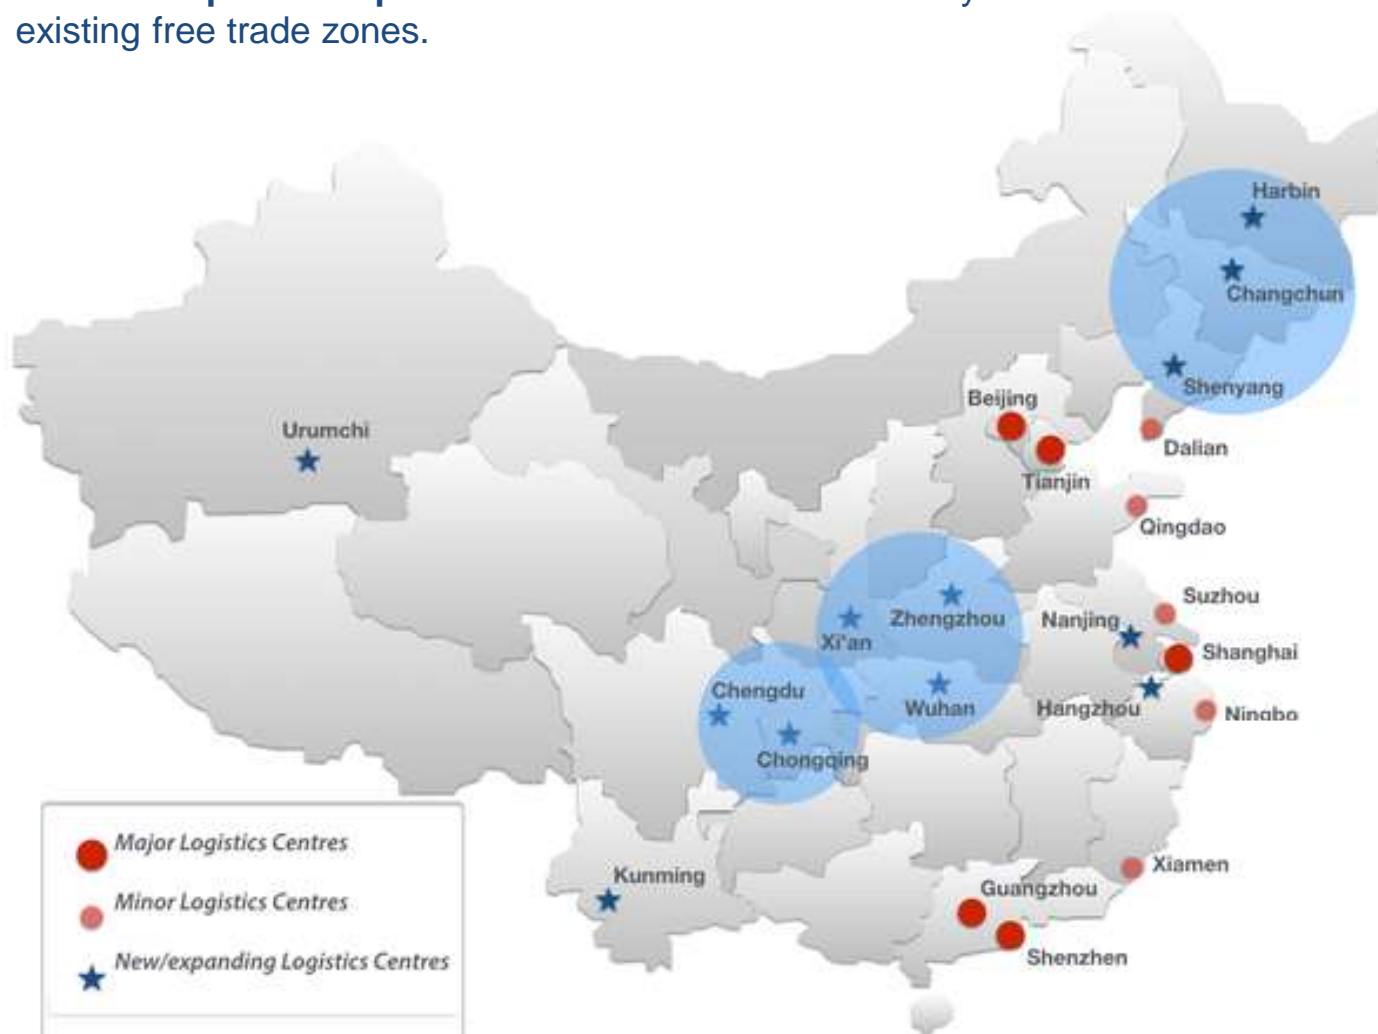 existing free trade zones.
Harbin
Changchun
Shenyang
Beijing
Urumchi
Dalian
Tianjin
Qingdao
Suzhou
Zhengzhou
Nanjing
Xi'an
Shanghai
Chengdu
Wuhan
Hangzhou
Ningbo
Chongqing
Major Logistics Centres
Xiamen
Kunming
Guangzhou
Minor Logistics Centres
Shenzhen
New/expanding Logistics Centres